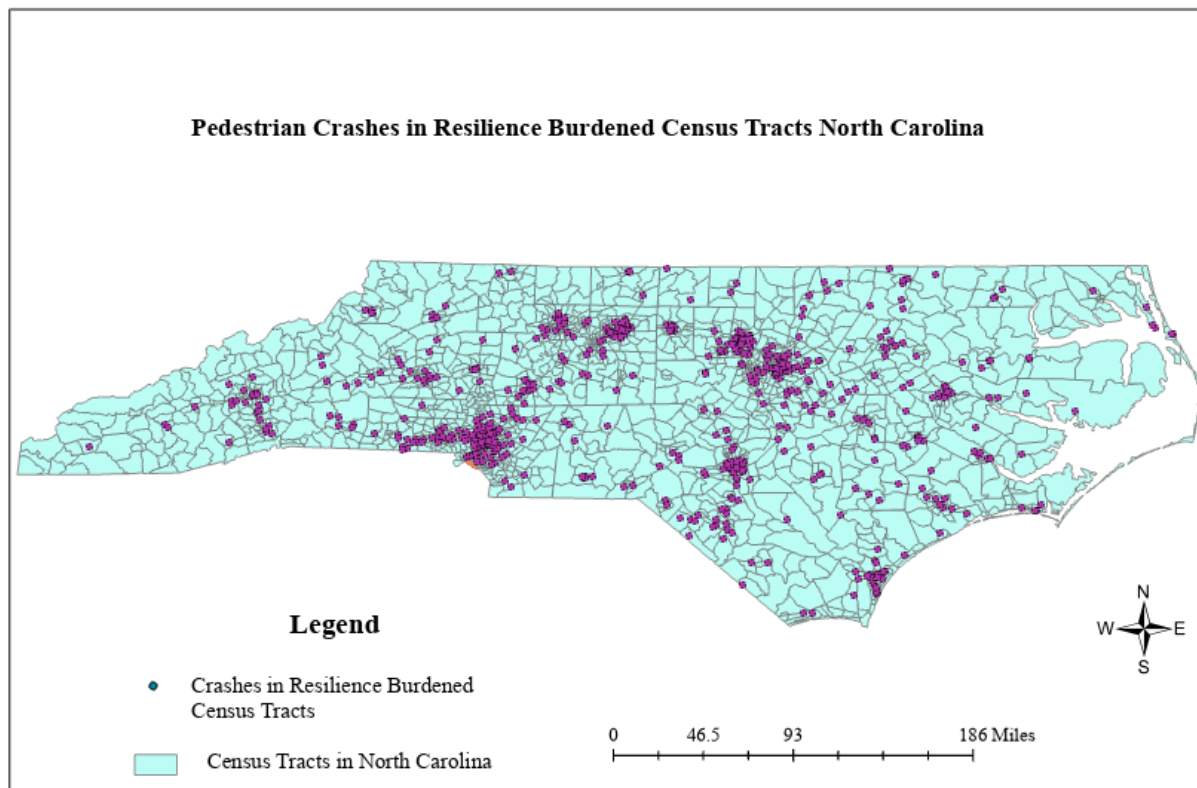 Pedestrian Crashes in Resilience Burdened Census Tracts North Carolina
Legend
Crashes in Resilience Burdened
Census Tracts
Census Tracts in North Carolina
0 46.5 93 186 Miles
N
W E
S